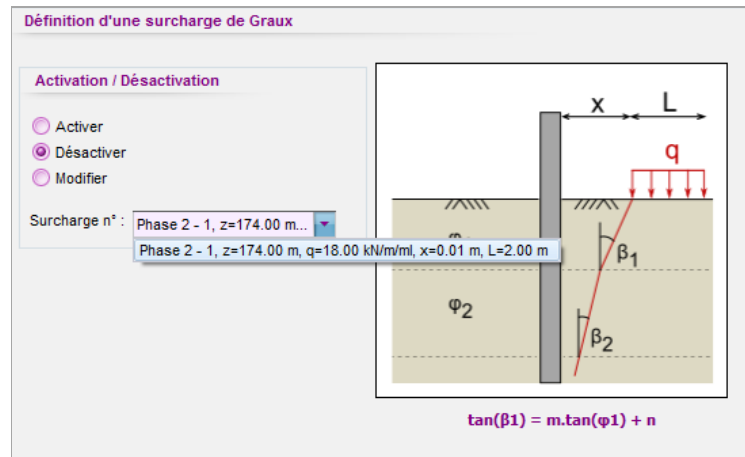 Définition d'une surcharge de Graux
Activation / Désactivation
Activer
Désactiver
Modifier
Surcharge n° :
Phase 2 - 1, z=174.00 m...
Phase 2 - 1, z=174.00 m, q=18.00 kN/m/ml, x=0.01 m, L=2.00 m
x
L
q
β1
φ2
β2
tan(β1) = m.tan(φ1) + n